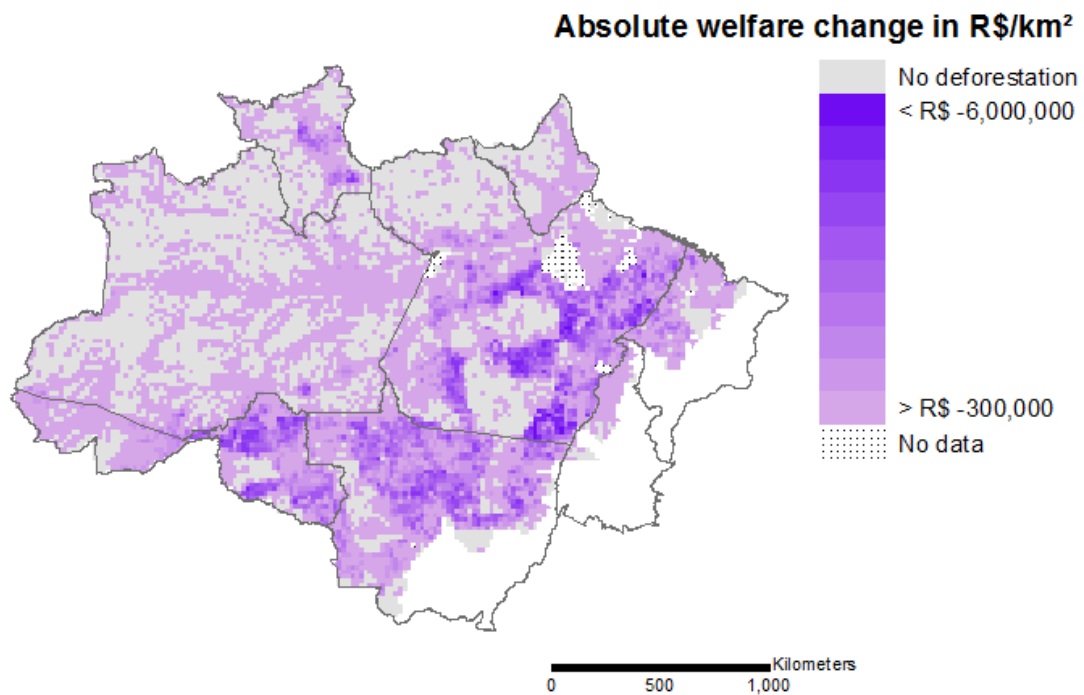 Absolute welfare change in R$/km²
No deforestation
< R$ -6,000,000
> R$ -300,000
No data
Kilometers
0 500 1,000